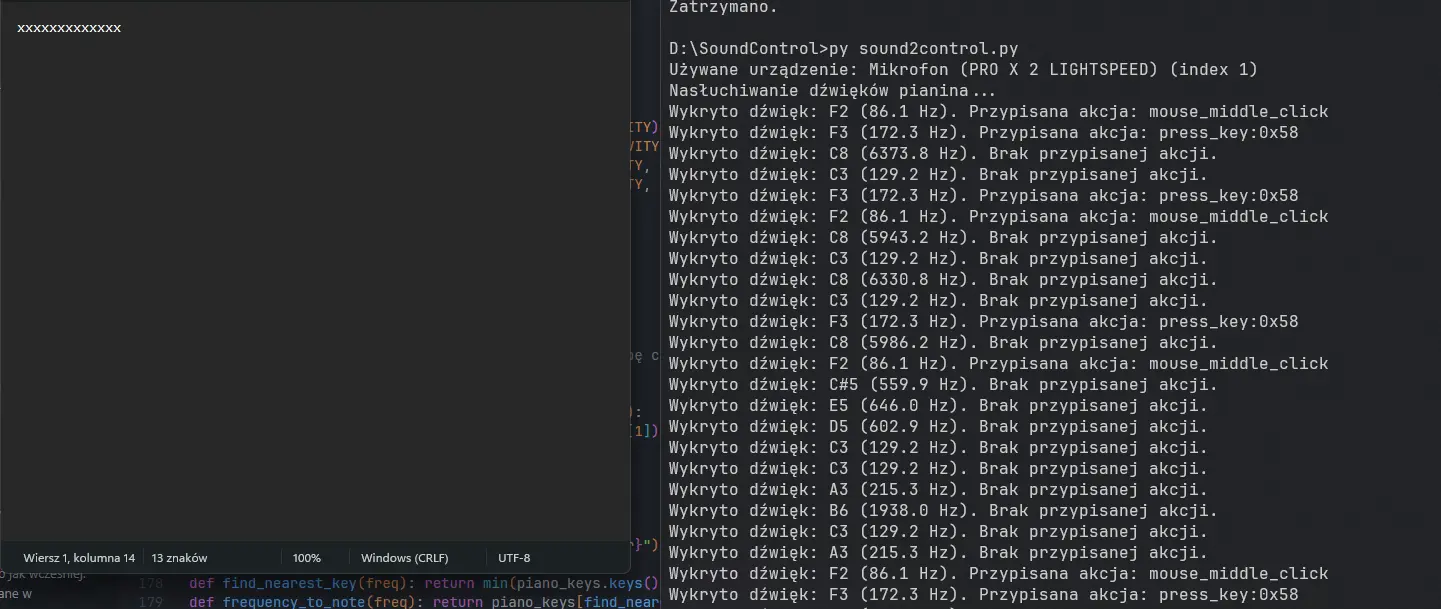 xxxxxxxxxxxxx
Wiersz 1, kolumna 14 13 znaków 100% Windows (CRLF) UTF-8
jak wcześniej.
ane w
ITY)
VITY
TY,
TY,
bę c
):
[1])
r}")
178 def find_nearest_key(freq): return min(piano_keys.keys()
179 def frequency_to_note(freq): return piano_keys[find_near
Zatrzymano.
D:\SoundControl>py sound2control.py
Używane urządzenie: Mikrofon (PRO X 2 LIGHTSPEED) (index 1)
Nasłuchiwanie dźwięków pianina...
Wykryto dźwięk: F2 (86.1 Hz). Przypisana akcja: mouse_middle_click
Wykryto dźwięk: F3 (172.3 Hz). Przypisana akcja: press_key:0x58
Wykryto dźwięk: C8 (6373.8 Hz). Brak przypisanej akcji.
Wykryto dźwięk: C3 (129.2 Hz). Brak przypisanej akcji.
Wykryto dźwięk: F3 (172.3 Hz). Przypisana akcja: press_key:0x58
Wykryto dźwięk: F2 (86.1 Hz). Przypisana akcja: mouse_middle_click
Wykryto dźwięk: C8 (5943.2 Hz). Brak przypisanej akcji.
Wykryto dźwięk: C3 (129.2 Hz). Brak przypisanej akcji.
Wykryto dźwięk: C8 (6330.8 Hz). Brak przypisanej akcji.
Wykryto dźwięk: C3 (129.2 Hz). Brak przypisanej akcji.
Wykryto dźwięk: F3 (172.3 Hz). Przypisana akcja: press_key:0x58
Wykryto dźwięk: C8 (5986.2 Hz). Brak przypisanej akcji.
Wykryto dźwięk: F2 (86.1 Hz). Przypisana akcja: mouse_middle_click
Wykryto dźwięk: C#5 (559.9 Hz). Brak przypisanej akcji.
Wykryto dźwięk: E5 (646.0 Hz). Brak przypisanej akcji.
Wykryto dźwięk: D5 (602.9 Hz). Brak przypisanej akcji.
Wykryto dźwięk: C3 (129.2 Hz). Brak przypisanej akcji.
Wykryto dźwięk: C3 (129.2 Hz). Brak przypisanej akcji.
Wykryto dźwięk: A3 (215.3 Hz). Brak przypisanej akcji.
Wykryto dźwięk: B6 (1938.0 Hz). Brak przypisanej akcji.
Wykryto dźwięk: C3 (129.2 Hz). Brak przypisanej akcji.
Wykryto dźwięk: A3 (215.3 Hz). Brak przypisanej akcji.
Wykryto dźwięk: F2 (86.1 Hz). Przypisana akcja: mouse_middle_click
Wykryto dźwięk: F3 (172.3 Hz). Przypisana akcja: press_key:0x58